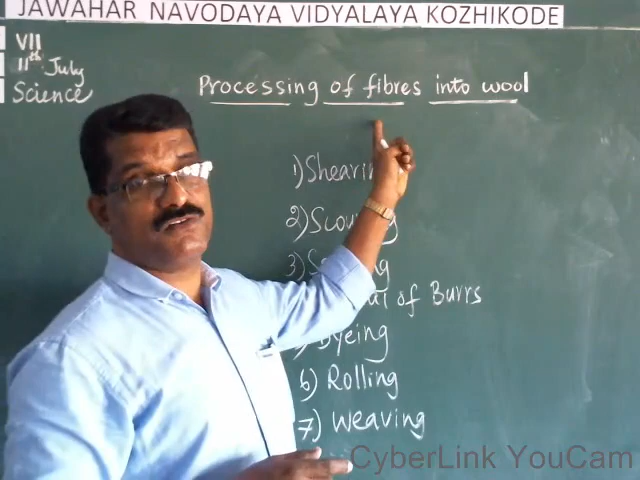 JAWAHAR NAVODAYA VIDYALAYA KOZHIKODE
VII
11th July
Science
Processing of fibres into wool
1) Shearin
2) Scou g
3) S g
of Burrs
) Dyeing
6) Rolling
7) Weaving
CyberLink YouCam